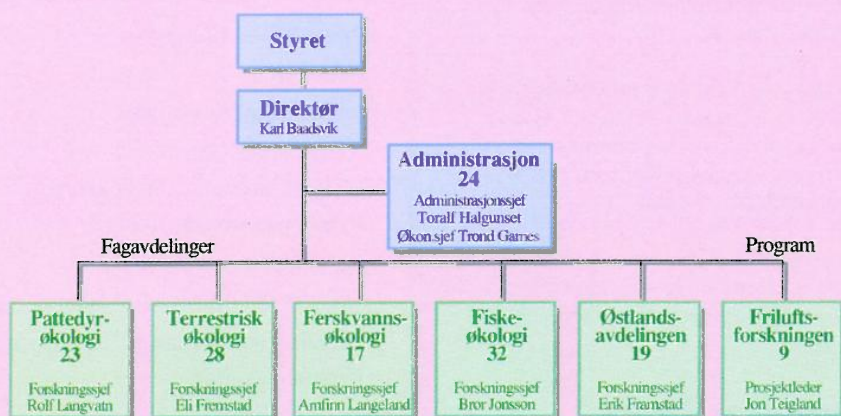 Styret
Direktør
Karl Baadsvik
Administrasjon
24
Administrasjonssjef
Toralf Halgunset
Økon.sjef Trond Garnes
Fagavdelinger
Program
Pattedyr-
økologi
23
Forskningssjef
Rolf Langvatn
Terrestrisk
økologi
28
Forskningssjef
Eli Fremstad
Ferskvanns-
økologi
17
Forskningssjef
Arnfinn Langeland
Fiske-
økologi
32
Forskningssjef
Bror Jonsson
Østlands-
avdelingen
19
Forskningssjef
Erik Framstad
Frilufts-
forskningen
9
Prosjektleder
Jon Teigland